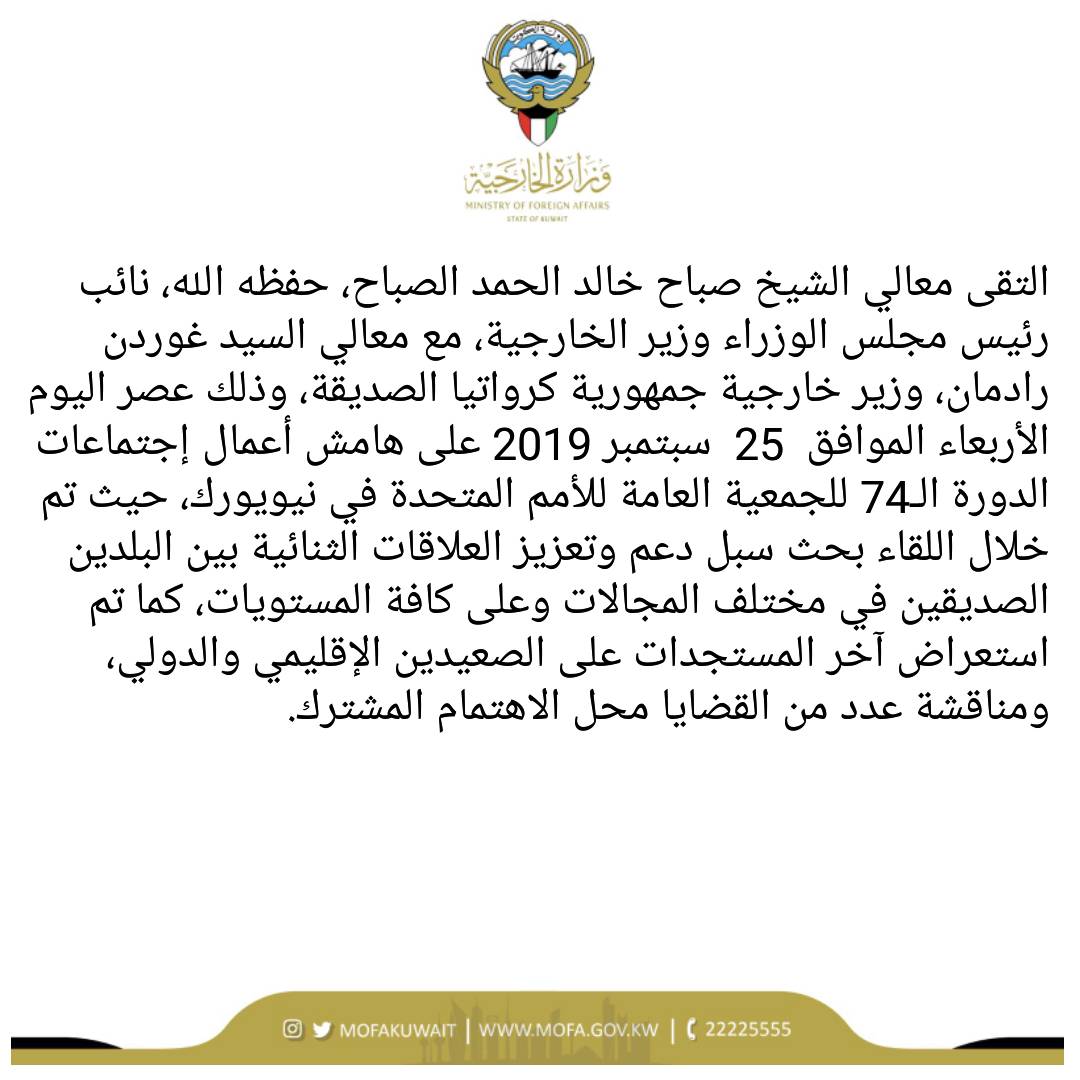 دولة الكويت
وزارة الخارجية
MINISTRY OF FOREIGN AFFAIRS
STATE OF KUWAIT
التقى معالي الشيخ صباح خالد الحمد الصباح، حفظه الله، نائب
رئيس مجلس الوزراء وزير الخارجية، مع معالي السيد غوردن
رادمان، وزير خارجية جمهورية كرواتيا الصديقة، وذلك عصر اليوم
الأربعاء الموافق 25 سبتمبر 2019 على هامش أعمال إجتماعات
الدورة الـ74 للجمعية العامة للأمم المتحدة في نيويورك، حيث تم
خلال اللقاء بحث سبل دعم وتعزيز العلاقات الثنائية بين البلدين
الصديقين في مختلف المجالات وعلى كافة المستويات، كما تم
استعراض آخر المستجدات على الصعيدين الإقليمي والدولي،
ومناقشة عدد من القضايا محل الاهتمام المشترك.
MOFAKUWAIT | WWW.MOFA.GOV.KW | 22225555